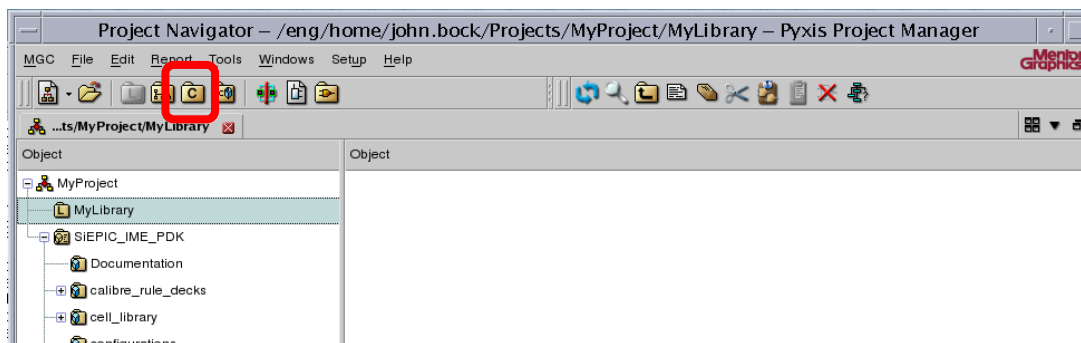 Project Navigator – /eng/home/john.bock/Projects/MyProject/MyLibrary – Pyxis Project Manager
MGC File Edit Report Tools Windows Setup Help
Mentor
Graphics
L C
...ts/MyProject/MyLibrary
Object Object
MyProject
L MyLibrary
SiEPIC_IME_PDK
Documentation
calibre_rule_decks
cell_library
configurations